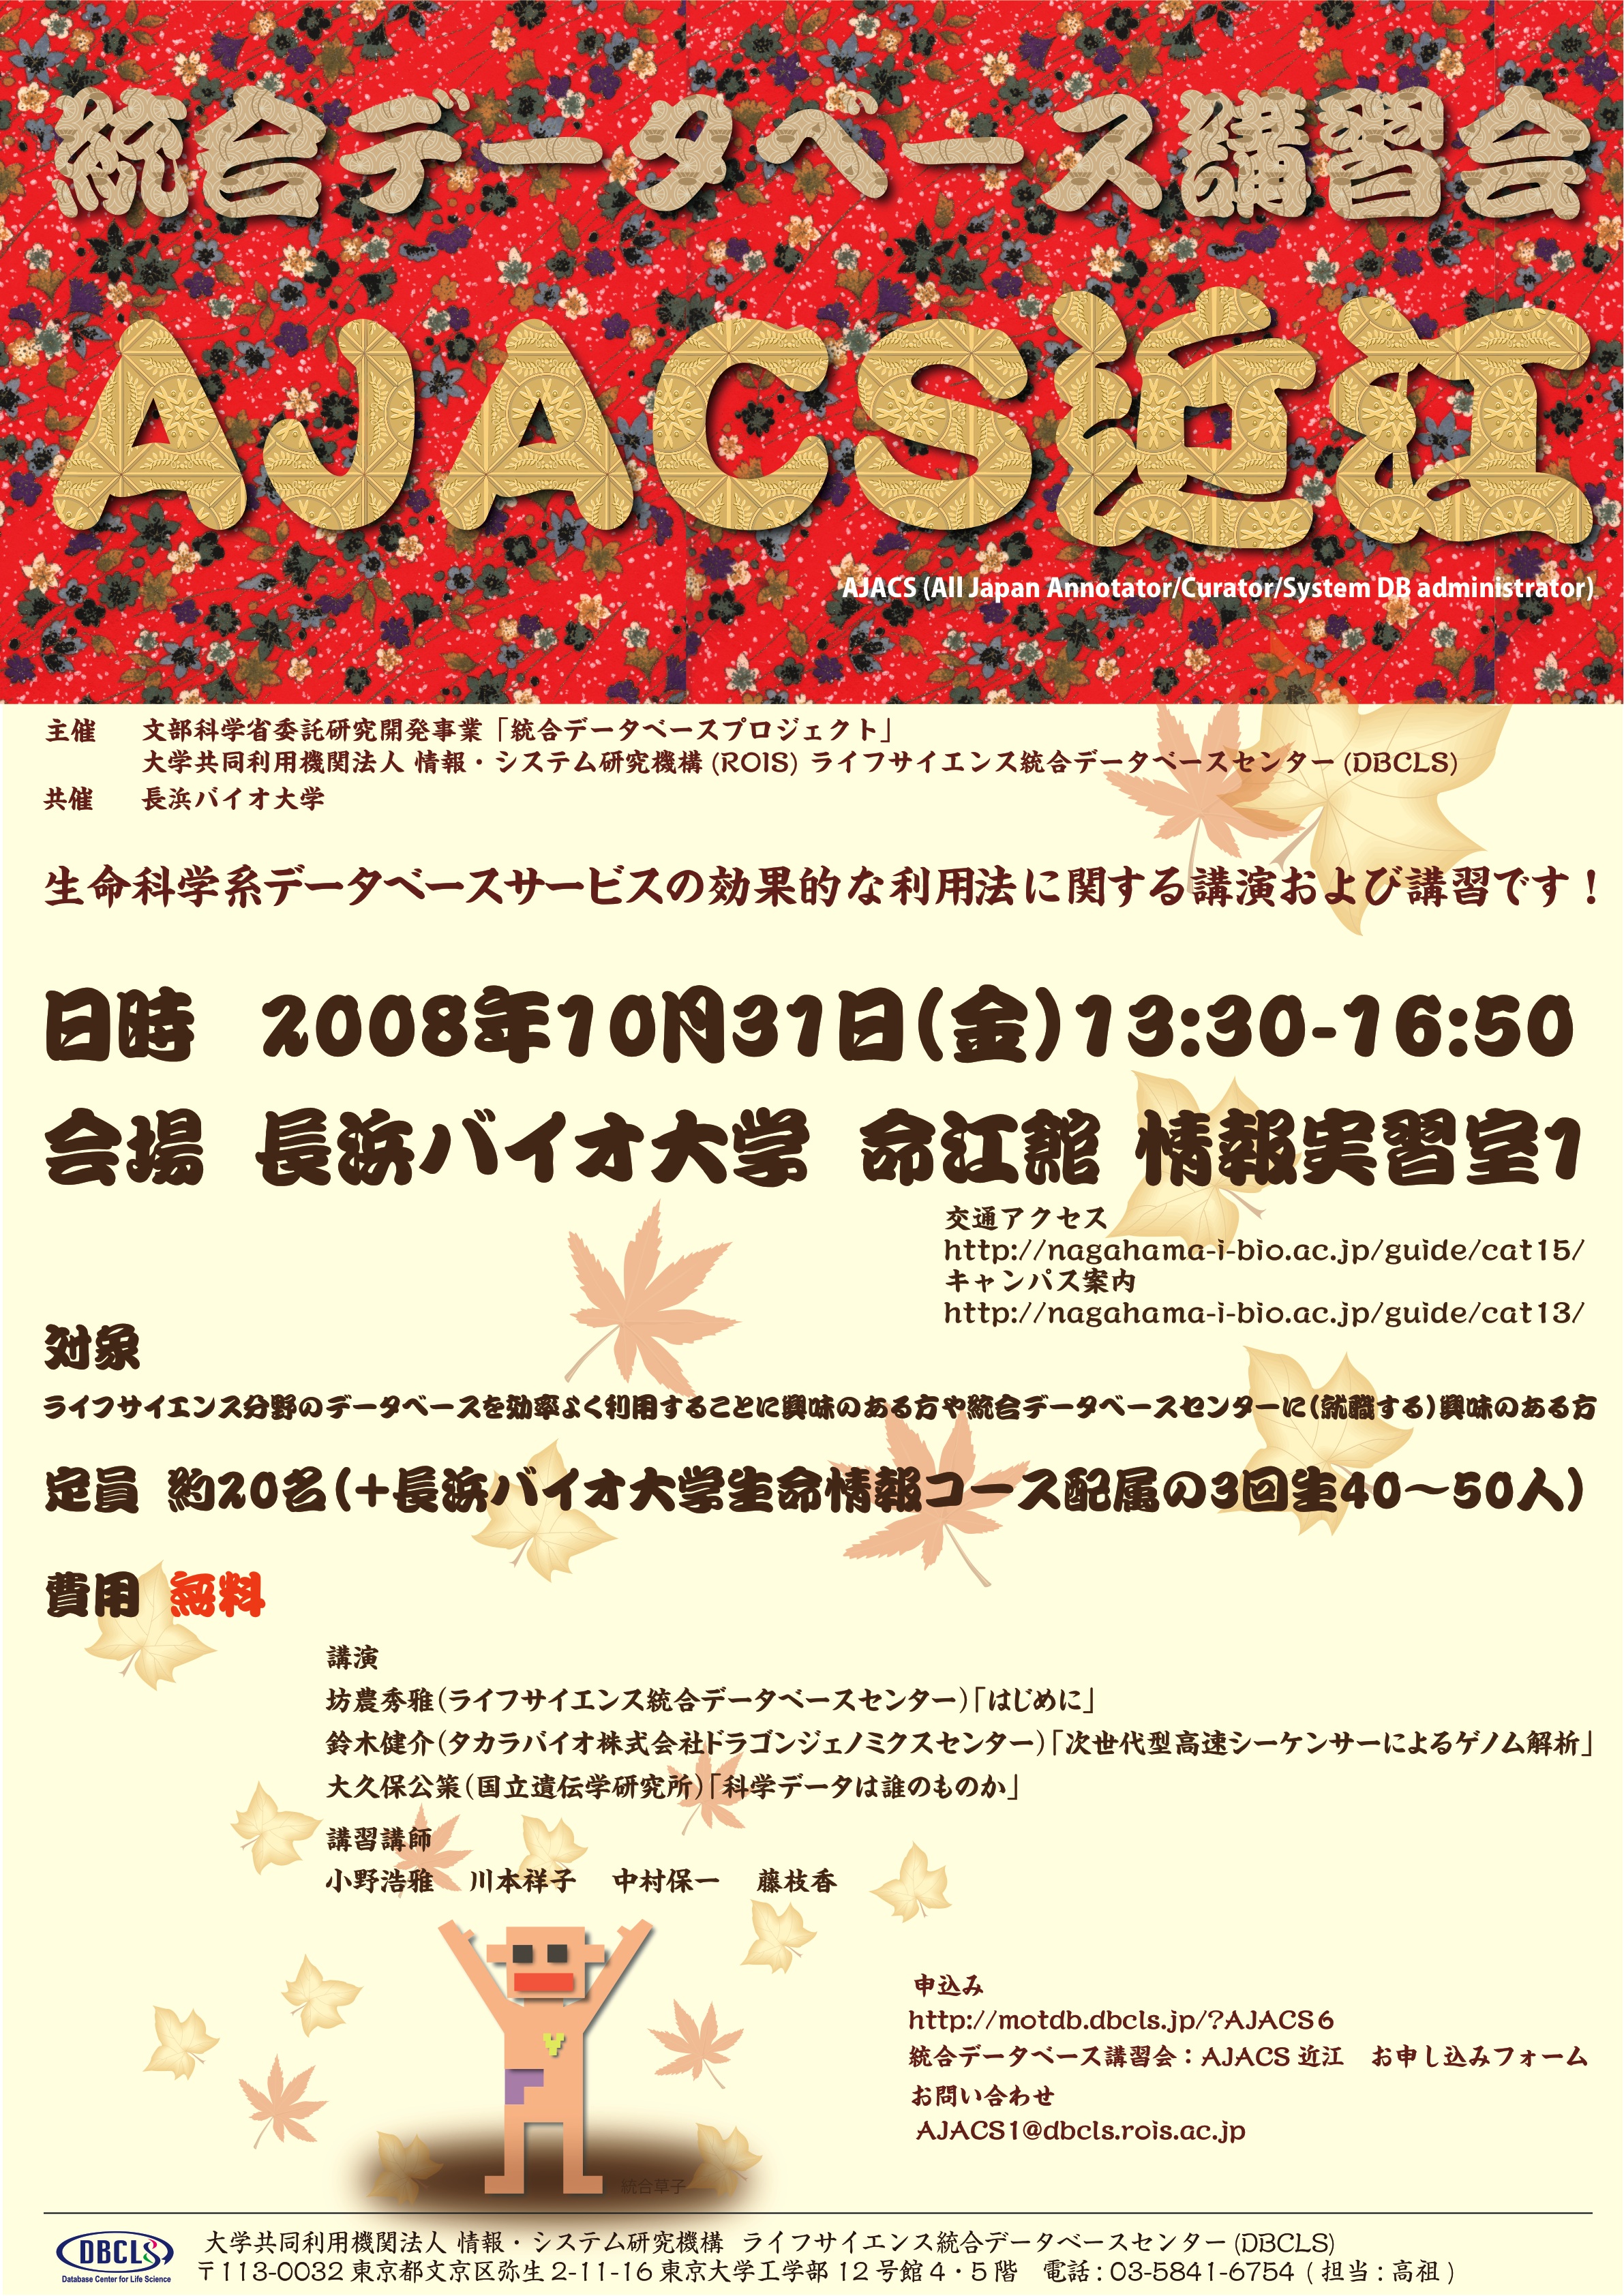 統合データベース講習会
AJACS近江
AJACS (All Japan Annotator/Curator/System DB administrator)
主催　文部科学省委託研究開発事業「統合データベースプロジェクト」
大学共同利用機関法人 情報・システム研究機構 (ROIS) ライフサイエンス統合データベースセンター (DBCLS)
共催　長浜バイオ大学
生命科学系データベースサービスの効果的な利用法に関する講演および講習です！
日時　2008年10月31日(金)13:30-16:50
会場　長浜バイオ大学　命江館 情報実習室1
交通アクセス
http://nagahama-i-bio.ac.jp/guide/cat15/
キャンパス案内
http://nagahama-i-bio.ac.jp/guide/cat13/
対象
ライフサイエンス分野のデータベースを効率よく利用することに興味のある方や統合データベースセンターに(就職する)興味のある方
定員 約20名(+長浜バイオ大学生命情報コース配属の3回生40〜50人)
費用 無料
講演
坊農秀雅(ライフサイエンス統合データベースセンター)「はじめに」
鈴木健介(タカラバイオ株式会社ドラゴンジェノミクスセンター)「次世代型高速シーケンサーによるゲノム解析」
大久保公策(国立遺伝学研究所)「科学データは誰のものか」
講習講師
小野浩雅　川本祥子　中村保一　藤枝香
申込み
http://motdb.dbcls.jp/?AJACS6
統合データベース講習会：AJACS 近江　お申し込みフォーム
お問い合わせ
AJACS1@dbcls.rois.ac.jp
統合草子
DBCLS
Database Center for Life Science
大学共同利用機関法人 情報・システム研究機構　ライフサイエンス統合データベースセンター (DBCLS)
〒113-0032 東京都文京区弥生 2-11-16 東京大学工学部 12 号館 4・5 階　電話 : 03-5841-6754 ( 担当 : 高祖 )